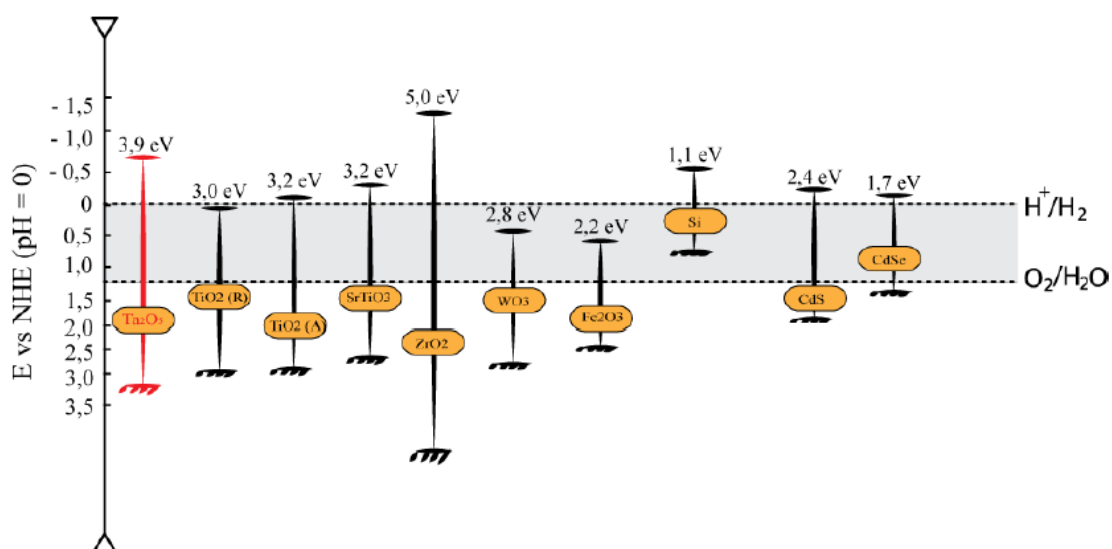 E vs NHE (pH = 0)
- 1,5
- 1,0
- 0,5
0
0,5
1,0
1,5
2,0
2,5
3,0
3,5
3,9 eV
Ta₂O₅
3,0 eV
TiO2 (R)
3,2 eV
TiO2 (A)
3,2 eV
SrTiO3
5,0 eV
ZrO2
2,8 eV
WO3
2,2 eV
Fe2O3
1,1 eV
Si
2,4 eV
CdS
1,7 eV
CdSe
H⁺/H₂
O₂/H₂O